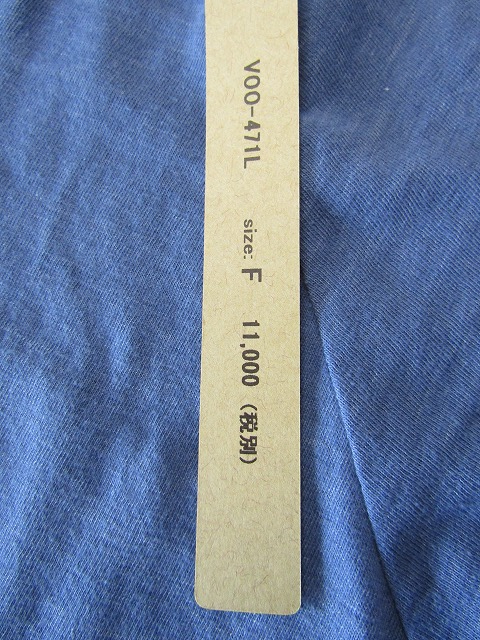 VOO-471L size: F 11,000 (税別)